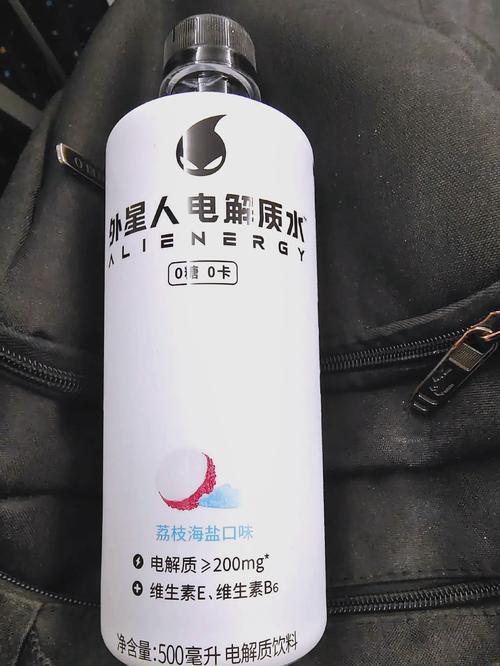 外星人电解质水
ALIENERGY
0糖 0卡
荔枝海盐口味
电解质≥200mg*
维生素E、维生素B6
净含量:500毫升 电解质饮料